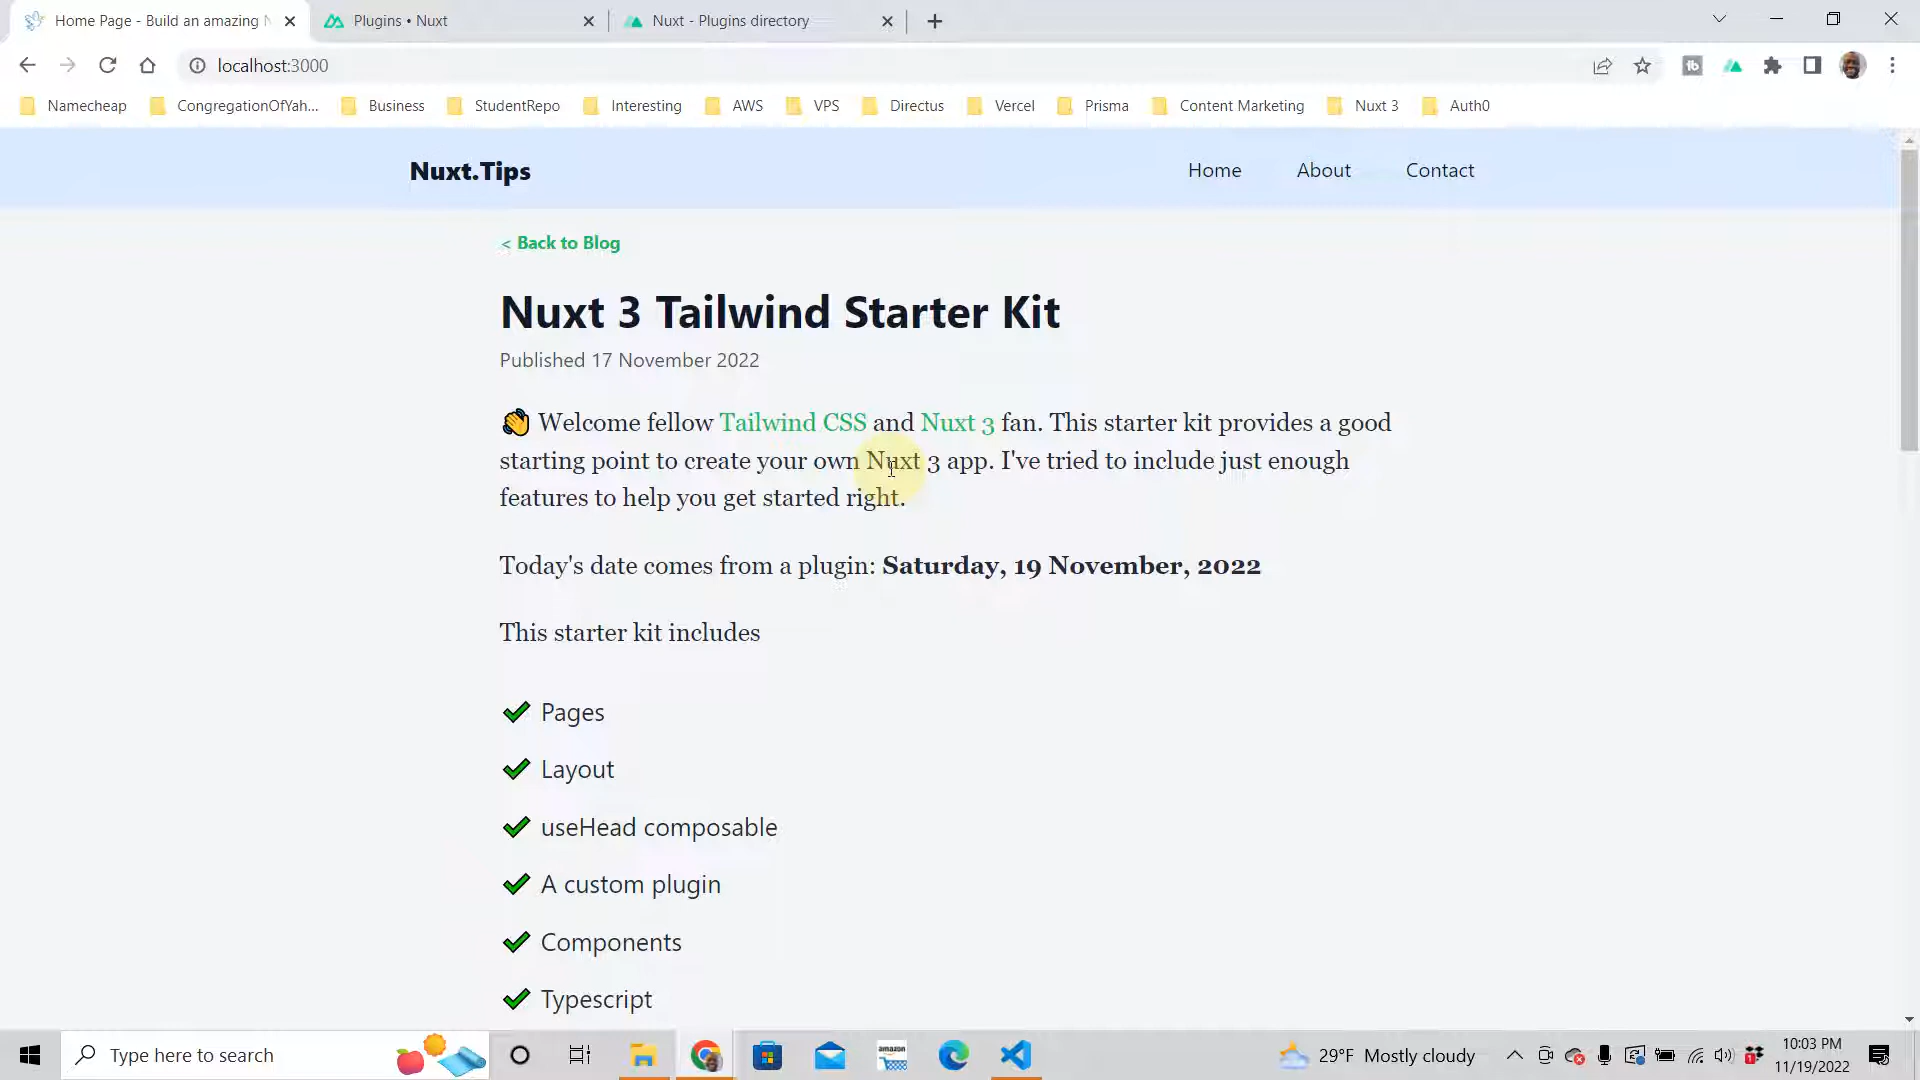 Home Page - Build an amazing N
Plugins • Nuxt
Nuxt - Plugins directory
localhost:3000
Namecheap
CongregationOfYah...
Business
StudentRepo
Interesting
AWS
VPS
Directus
Vercel
Prisma
Content Marketing
Nuxt 3
Auth0
Nuxt.Tips
Home
About
Contact
< Back to Blog
Nuxt 3 Tailwind Starter Kit
Published 17 November 2022
👋 Welcome fellow Tailwind CSS and Nuxt 3 fan. This starter kit provides a good
starting point to create your own Nuxt 3 app. I've tried to include just enough
features to help you get started right.
Today's date comes from a plugin: Saturday, 19 November, 2022
This starter kit includes
✔ Pages
✔ Layout
✔ useHead composable
✔ A custom plugin
✔ Components
✔ Typescript
Type here to search
amazon
29°F Mostly cloudy
10:03 PM
11/19/2022